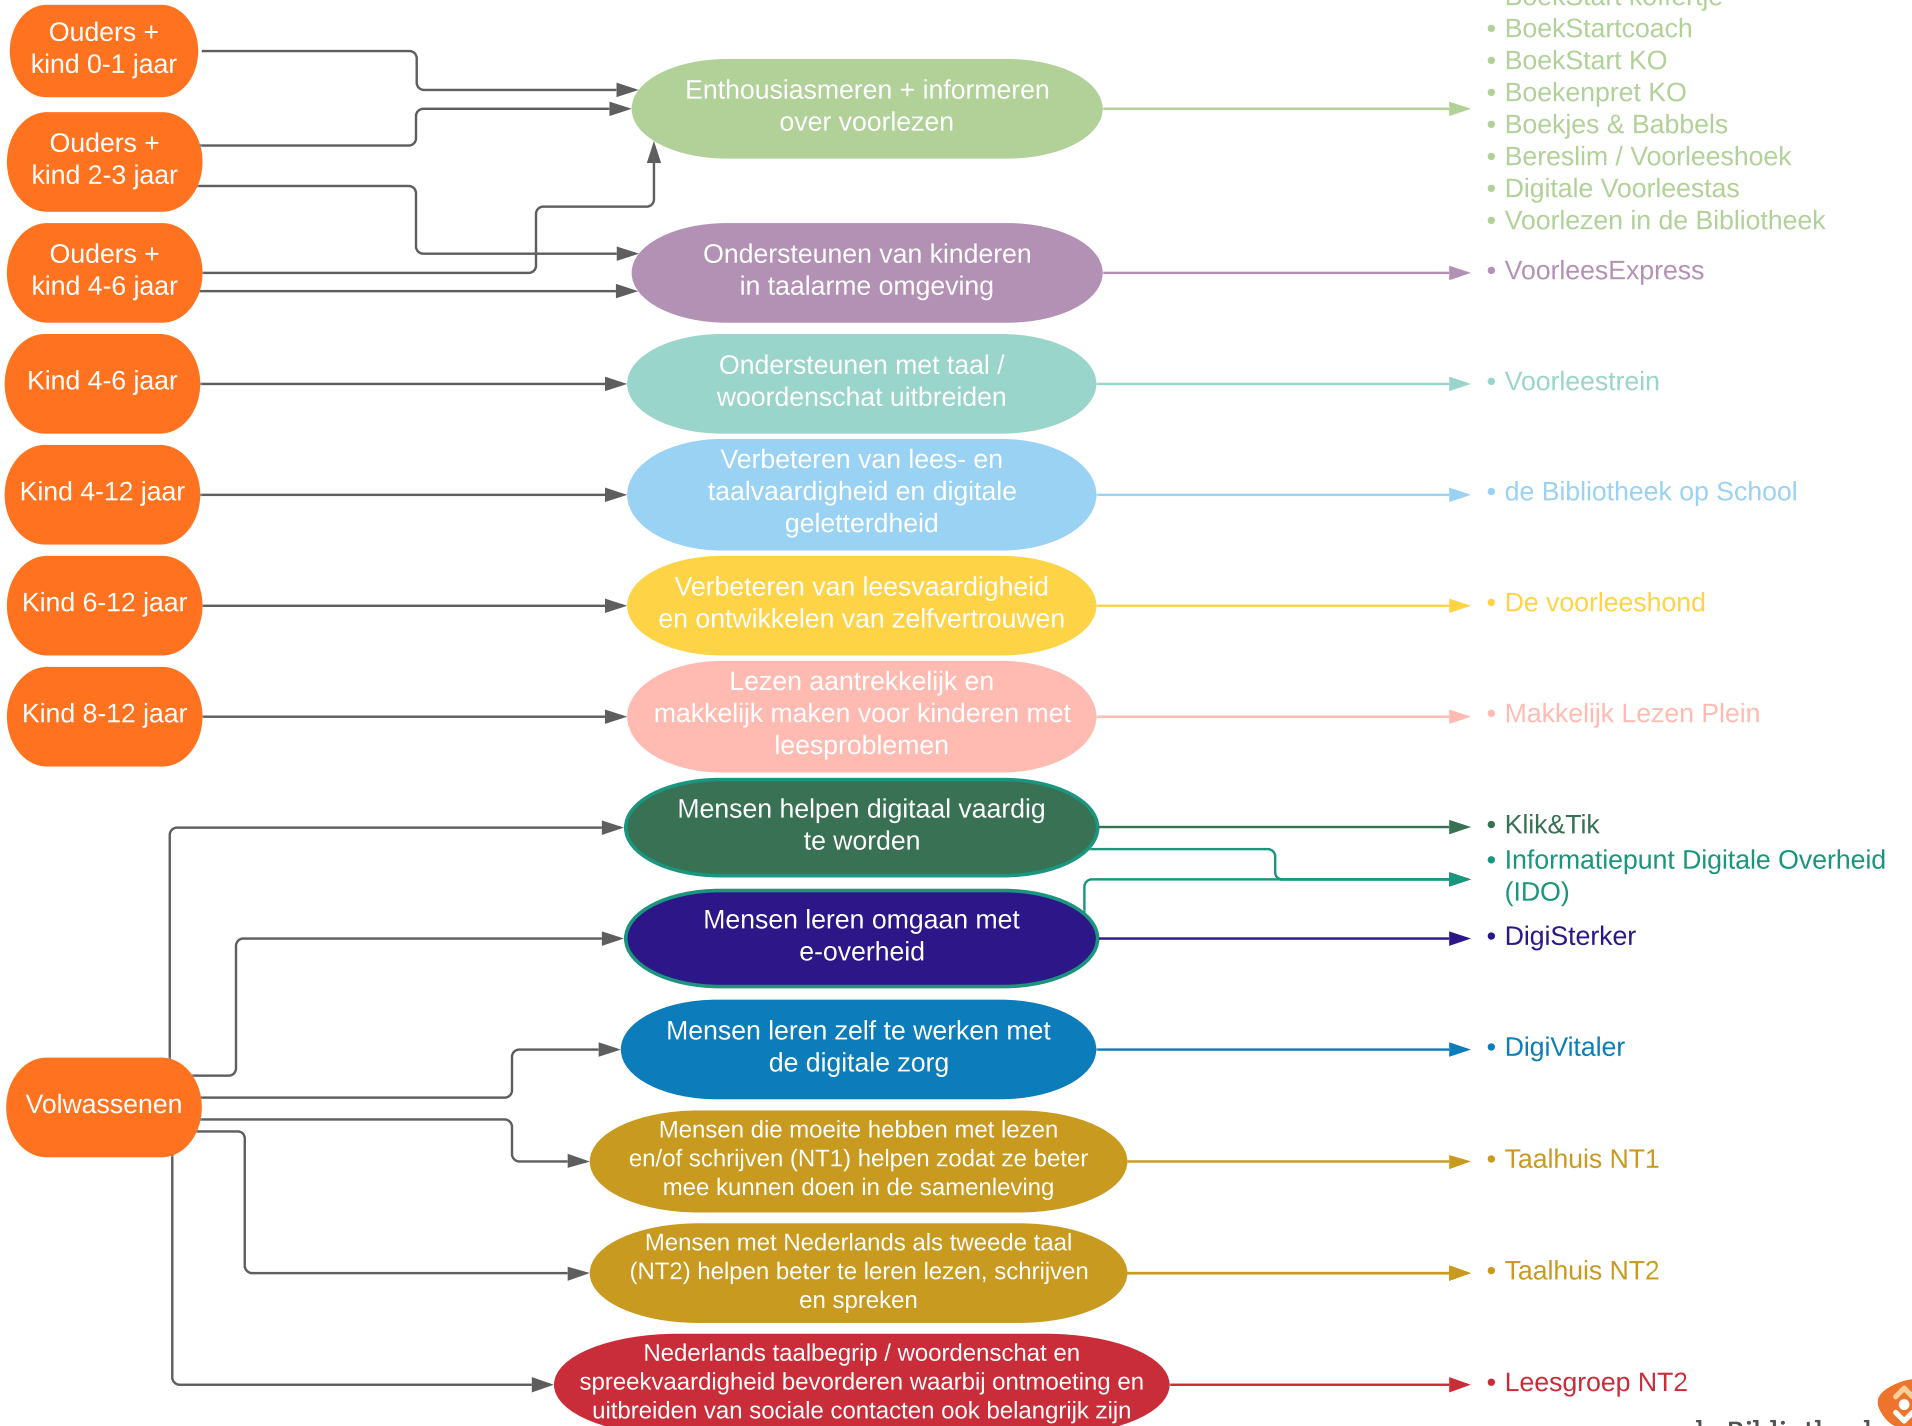 Ouders +
kind 0-1 jaar
Ouders +
kind 2-3 jaar
Ouders +
kind 4-6 jaar
Kind 4-6 jaar
Kind 4-12 jaar
Kind 6-12 jaar
Kind 8-12 jaar
Volwassenen
Enthousiasmeren + informeren
over voorlezen
Ondersteunen van kinderen
in taalarme omgeving
Ondersteunen met taal /
woordenschat uitbreiden
Verbeteren van lees- en
taalvaardigheid en digitale
geletterdheid
Verbeteren van leesvaardigheid
en ontwikkelen van zelfvertrouwen
Lezen aantrekkelijk en
makkelijk maken voor kinderen met
leesproblemen
Mensen helpen digitaal vaardig
te worden
Mensen leren omgaan met
e-overheid
Mensen leren zelf te werken met
de digitale zorg
Mensen die moeite hebben met lezen
en/of schrijven (NT1) helpen zodat ze beter
mee kunnen doen in de samenleving
Mensen met Nederlands als tweede taal
(NT2) helpen beter te leren lezen, schrijven
en spreken
Nederlands taalbegrip / woordenschat en
spreekvaardigheid bevorderen waarbij ontmoeting en
uitbreiden van sociale contacten ook belangrijk zijn
BoekStart koffertje
• BoekStartcoach
• BoekStart KO
• Boekenpret KO
• Boekjes & Babbels
• Bereslim / Voorleeshoek
• Digitale Voorleestas
• Voorlezen in de Bibliotheek
• VoorleesExpress
• Voorleestrein
• de Bibliotheek op School
• De voorleeshond
• Makkelijk Lezen Plein
• Klik&Tik
• Informatiepunt Digitale Overheid
(IDO)
• DigiSterker
• DigiVitaler
• Taalhuis NT1
• Taalhuis NT2
• Leesgroep NT2